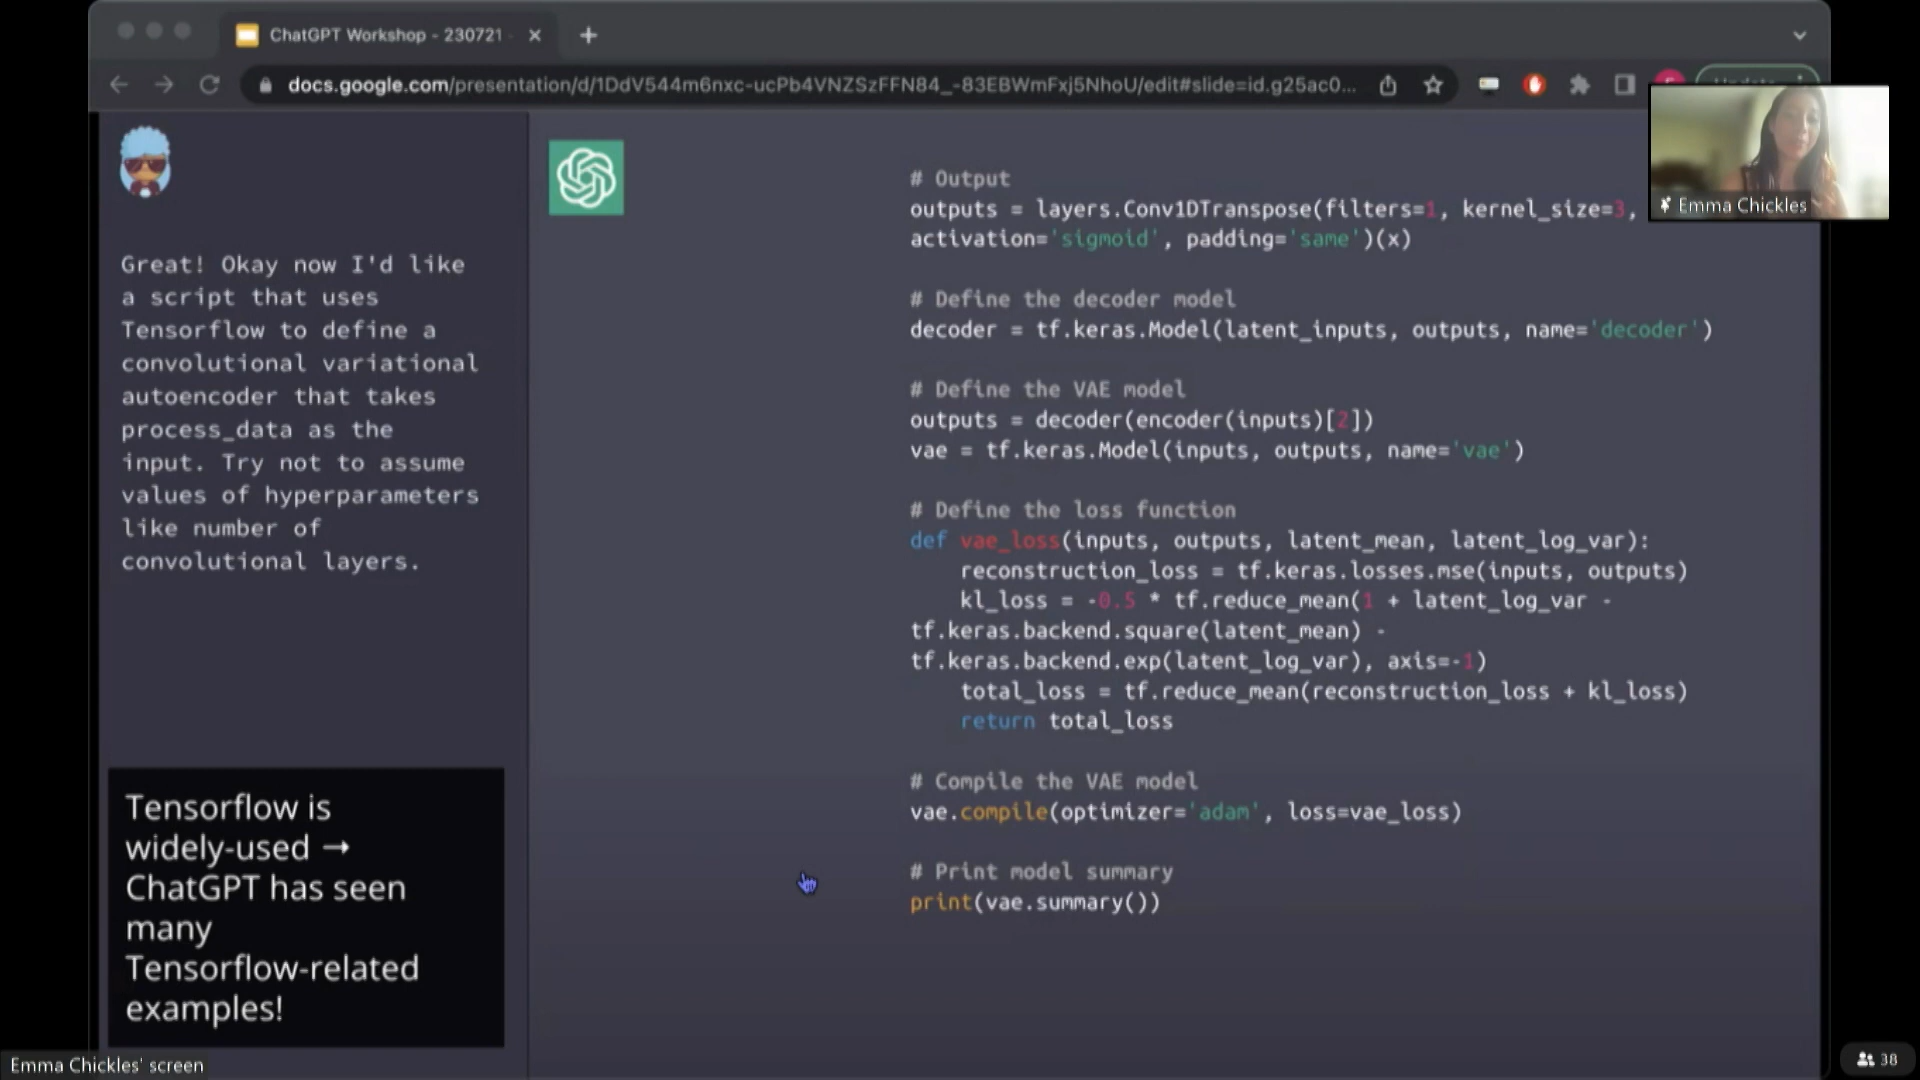 ChatGPT Workshop - 230721
docs.google.com/presentation/d/1DdV544m6nxc-ucPb4VNZSzFFN84_-83EBWmFxj5NhoU/edit#slide=id.g25ac0...
Emma Chickles
Great! Okay now I'd like
a script that uses
Tensorflow to define a
convolutional variational
autoencoder that takes
process_data as the
input. Try not to assume
values of hyperparameters
like number of
convolutional layers.
Tensorflow is
widely-used →
ChatGPT has seen
many
Tensorflow-related
examples!
# Output
outputs = layers.Conv1DTranspose(filters=1, kernel_size=3,
activation='sigmoid', padding='same')(x)
# Define the decoder model
decoder = tf.keras.Model(latent_inputs, outputs, name='decoder')
# Define the VAE model
outputs = decoder(encoder(inputs)[2])
vae = tf.keras.Model(inputs, outputs, name='vae')
# Define the loss function
def vae_loss(inputs, outputs, latent_mean, latent_log_var):
    reconstruction_loss = tf.keras.losses.mse(inputs, outputs)
    kl_loss = -0.5 * tf.reduce_mean(1 + latent_log_var -
tf.keras.backend.square(latent_mean) -
tf.keras.backend.exp(latent_log_var), axis=-1)
    total_loss = tf.reduce_mean(reconstruction_loss + kl_loss)
    return total_loss
# Compile the VAE model
vae.compile(optimizer='adam', loss=vae_loss)
# Print model summary
print(vae.summary())
Emma Chickles' screen
38